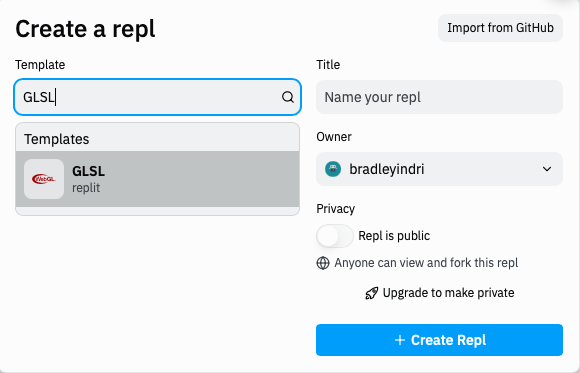 Create a repl
Import from GitHub
Template
GLSL
Templates
WebGL
GLSL
replit
Title
Name your repl
Owner
bradleyindri
Privacy
Repl is public
Anyone can view and fork this repl
Upgrade to make private
+ Create Repl